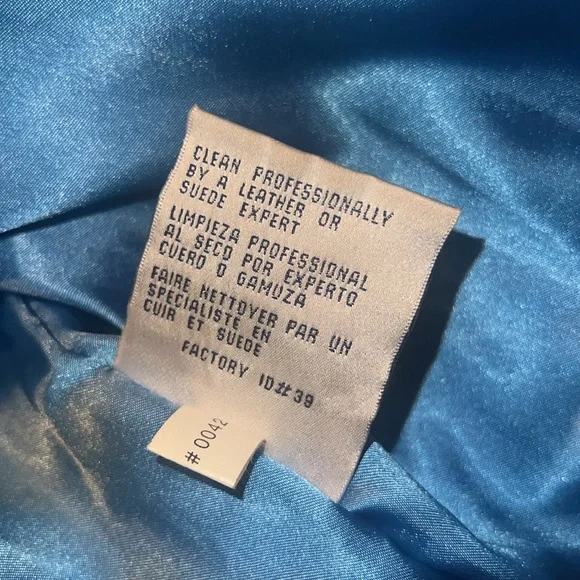 CLEAN PROFESSIONALLY
BY A LEATHER OR
SUEDE EXPERT
LIMPIEZA PROFESSIONAL
AL SECO POR EXPERTO
CUERO O GAMUZA
FAIRE NETTOYER PAR UN
SPECIALISTE EN
CUIR ET SUEDE
FACTORY ID#39
# 0042